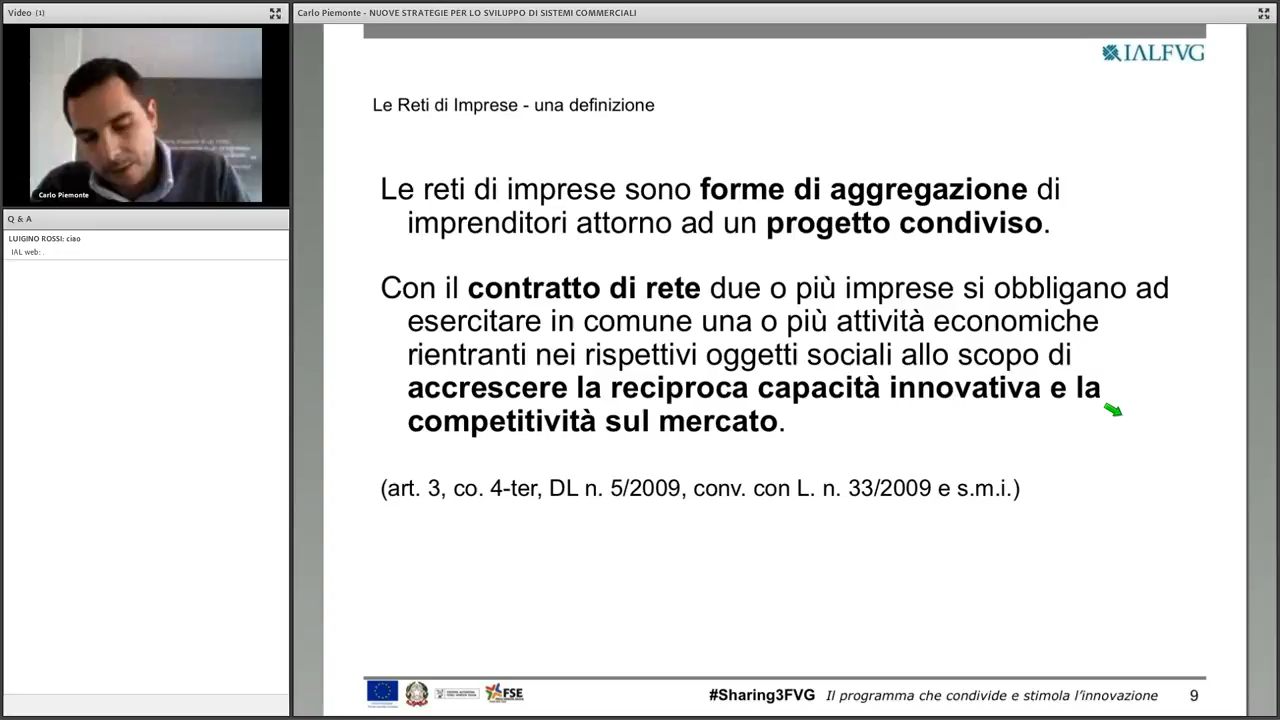 Video (1)
Carlo Piemonte - NUOVE STRATEGIE PER LO SVILUPPO DI SISTEMI COMMERCIALI
Carlo Piemonte
Q & A
LUIGINO ROSSI: ciao
IAL web: .
IALFVG
Le Reti di Imprese - una definizione
Le reti di imprese sono forme di aggregazione di
imprenditori attorno ad un progetto condiviso.
Con il contratto di rete due o più imprese si obbligano ad
esercitare in comune una o più attività economiche
rientranti nei rispettivi oggetti sociali allo scopo di
accrescere la reciproca capacità innovativa e la
competitività sul mercato.
(art. 3, co. 4-ter, DL n. 5/2009, conv. con L. n. 33/2009 e s.m.i.)
FSE
#Sharing3FVG Il programma che condivide e stimola l'innovazione 9